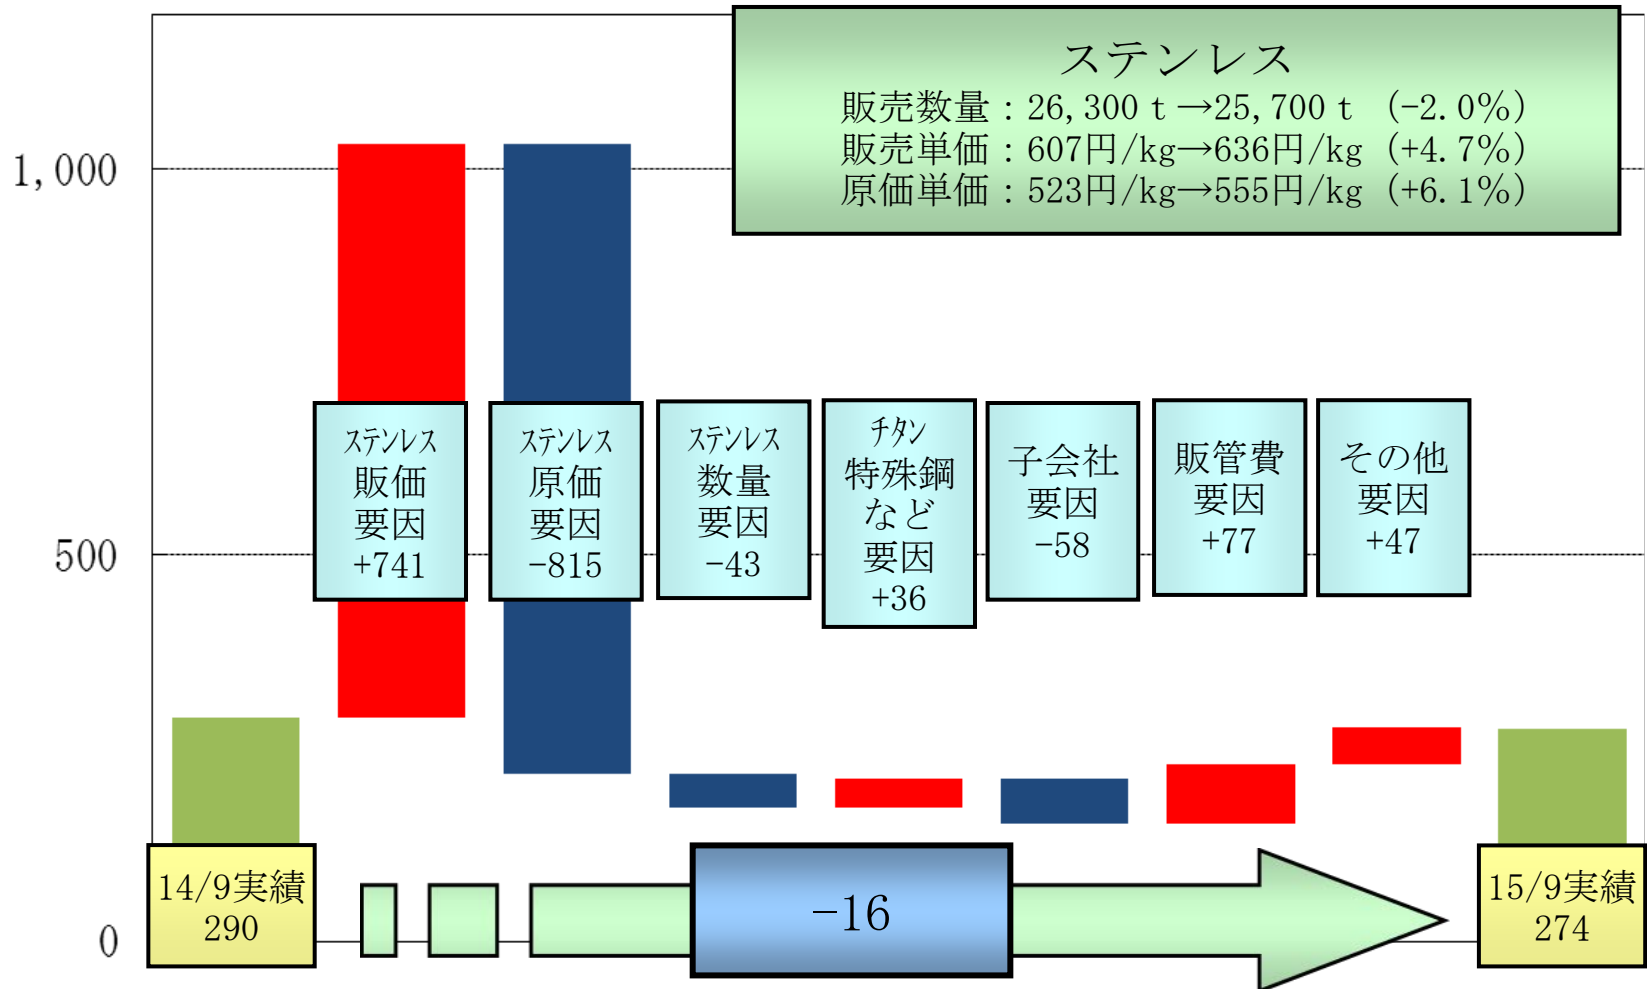 ステンレス
販売数量：26,300ｔ→25,700ｔ（-2.0％）
販売単価：607円/kg→636円/kg（+4.7％）
原価単価：523円/kg→555円/kg（+6.1％）
1,000
500
0
ｽﾃﾝﾚｽ
販価
要因
+741
ｽﾃﾝﾚｽ
原価
要因
-815
ｽﾃﾝﾚｽ
数量
要因
-43
ﾁﾀﾝ
特殊鋼
など
要因
+36
子会社
要因
-58
販管費
要因
+77
その他
要因
+47
14/9実績
290
-16
15/9実績
274